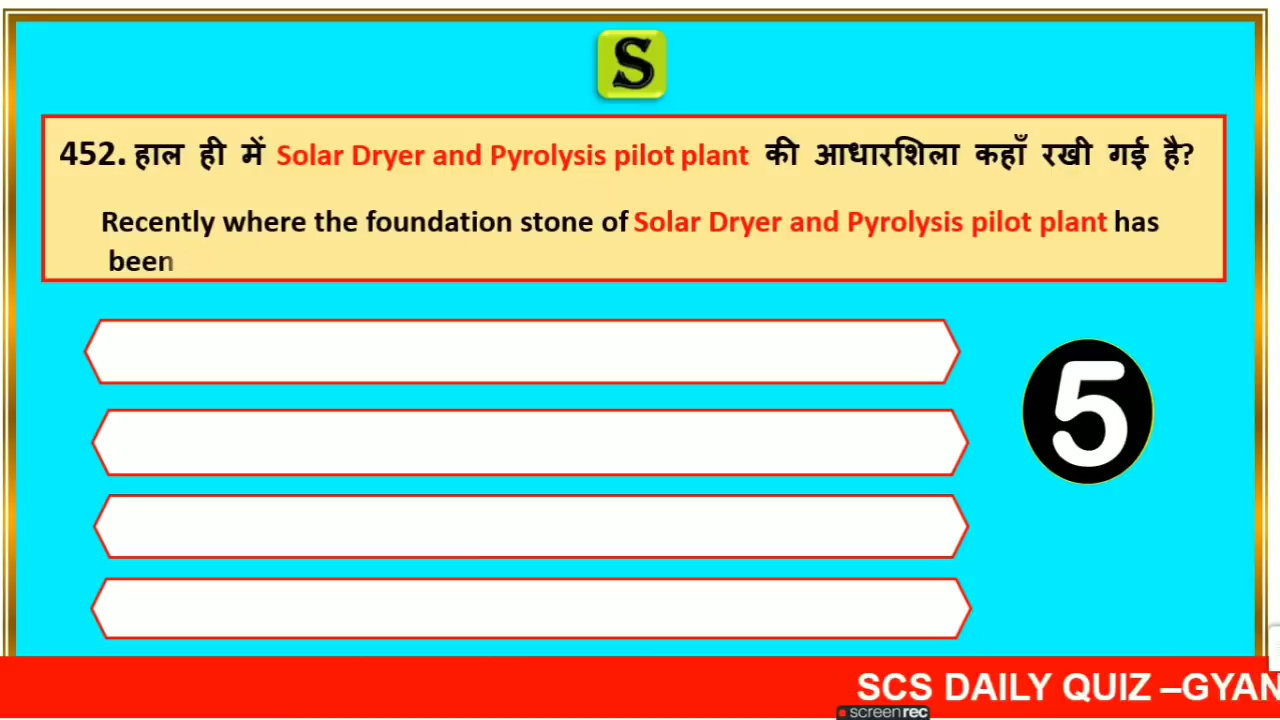 S
452. हाल ही में Solar Dryer and Pyrolysis pilot plant की आधारशिला कहाँ रखी गई है?
Recently where the foundation stone of Solar Dryer and Pyrolysis pilot plant has
been
5
SCS DAILY QUIZ –GYAN
screenrec